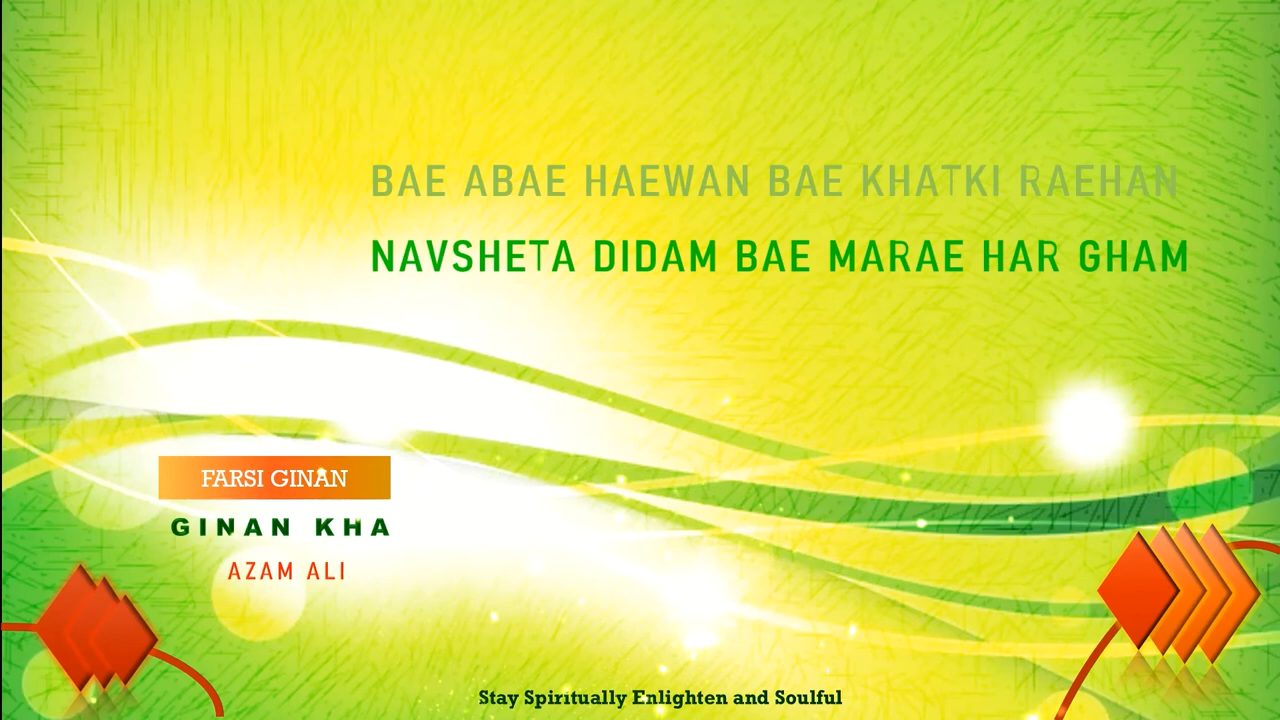 BAE ABAE HAEWAN BAE KHATKI RAEHAN
NAVSHETA DIDAM BAE MARAE HAR GHAM
FARSI GINAN
GINAN KHA
AZAM ALI
Stay Spiritually Enlighten and Soulful